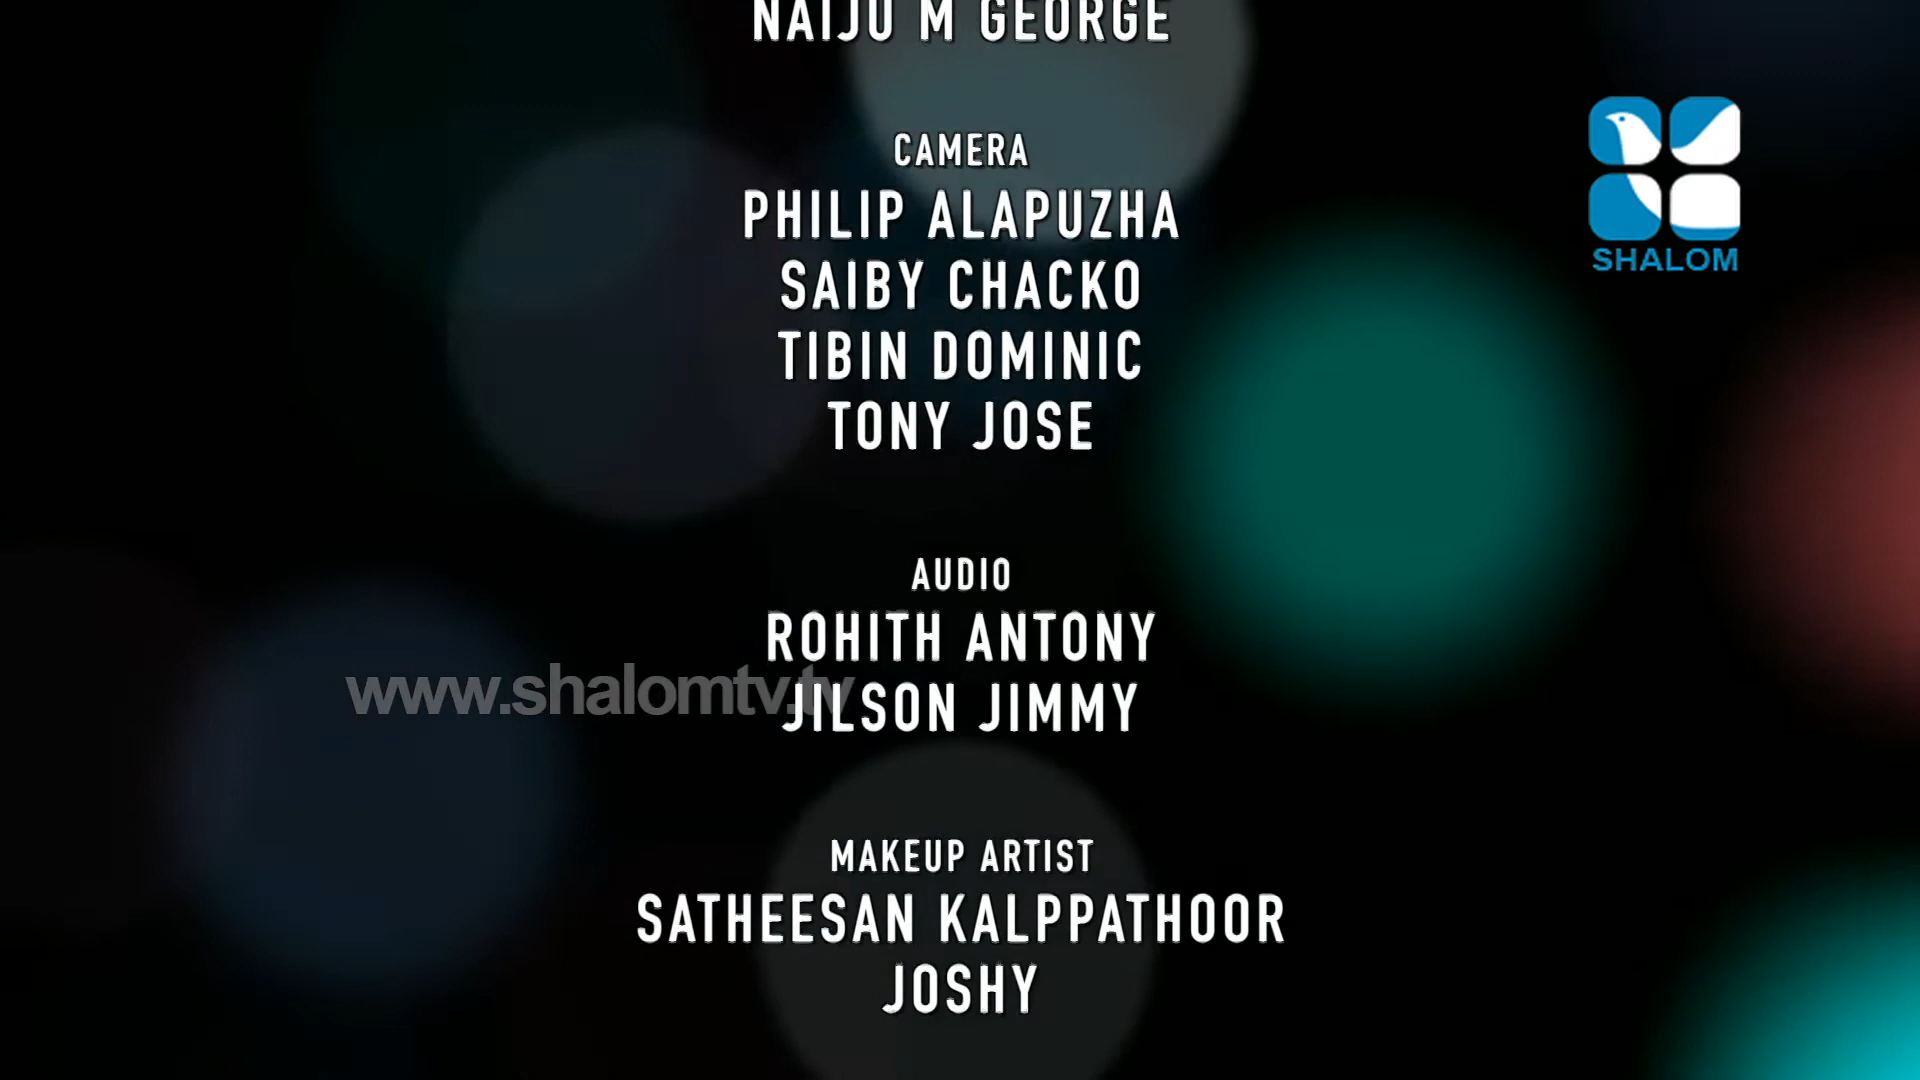 NAIJU M GEORGE
CAMERA
PHILIP ALAPUZHA
SAIBY CHACKO
TIBIN DOMINIC
TONY JOSE
SHALOM
AUDIO
ROHITH ANTONY
www.shalomtv.tv
JILSON JIMMY
MAKEUP ARTIST
SATHEESAN KALPPATHOOR
JOSHY